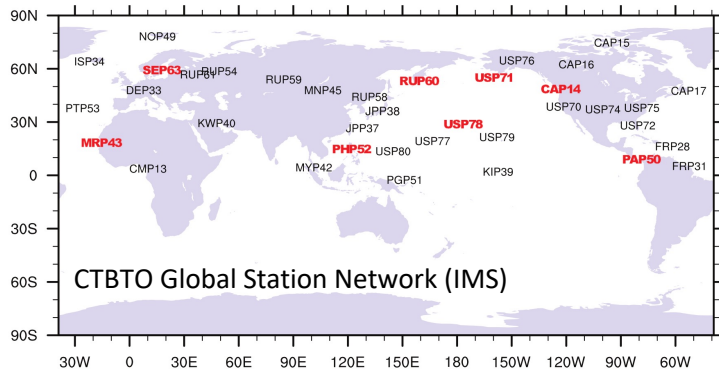 90N
NOP49
CAP15
ISP34
USP76
CAP16
60N
SEP63
RUP54
RUP61
RUP59
RUP60
USP71
DEP33
MNP45
CAP14
CAP17
RUP58
PTP53
JPP38
USP70
USP74
USP75
30N
KWP40
JPP37
USP78
USP72
MRP43
USP77
USP79
PHP52
USP80
FRP28
PAP50
CMP13
MYP42
KIP39
FRP31
0
PGP51
30S
60S
CTBTO Global Station Network (IMS)
90S
30W 0 30E 60E 90E 120E 150E 180 150W 120W 90W 60W